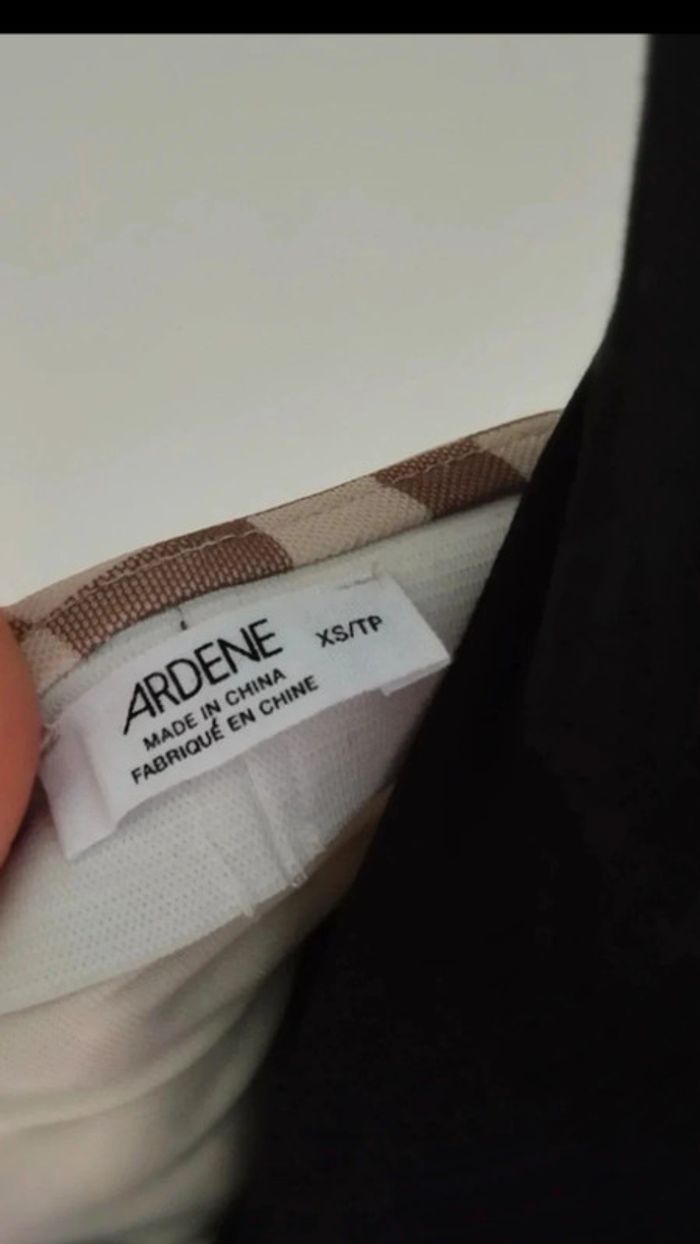 ARDENE XS/TP
MADE IN CHINA
FABRIQUÉ EN CHINE